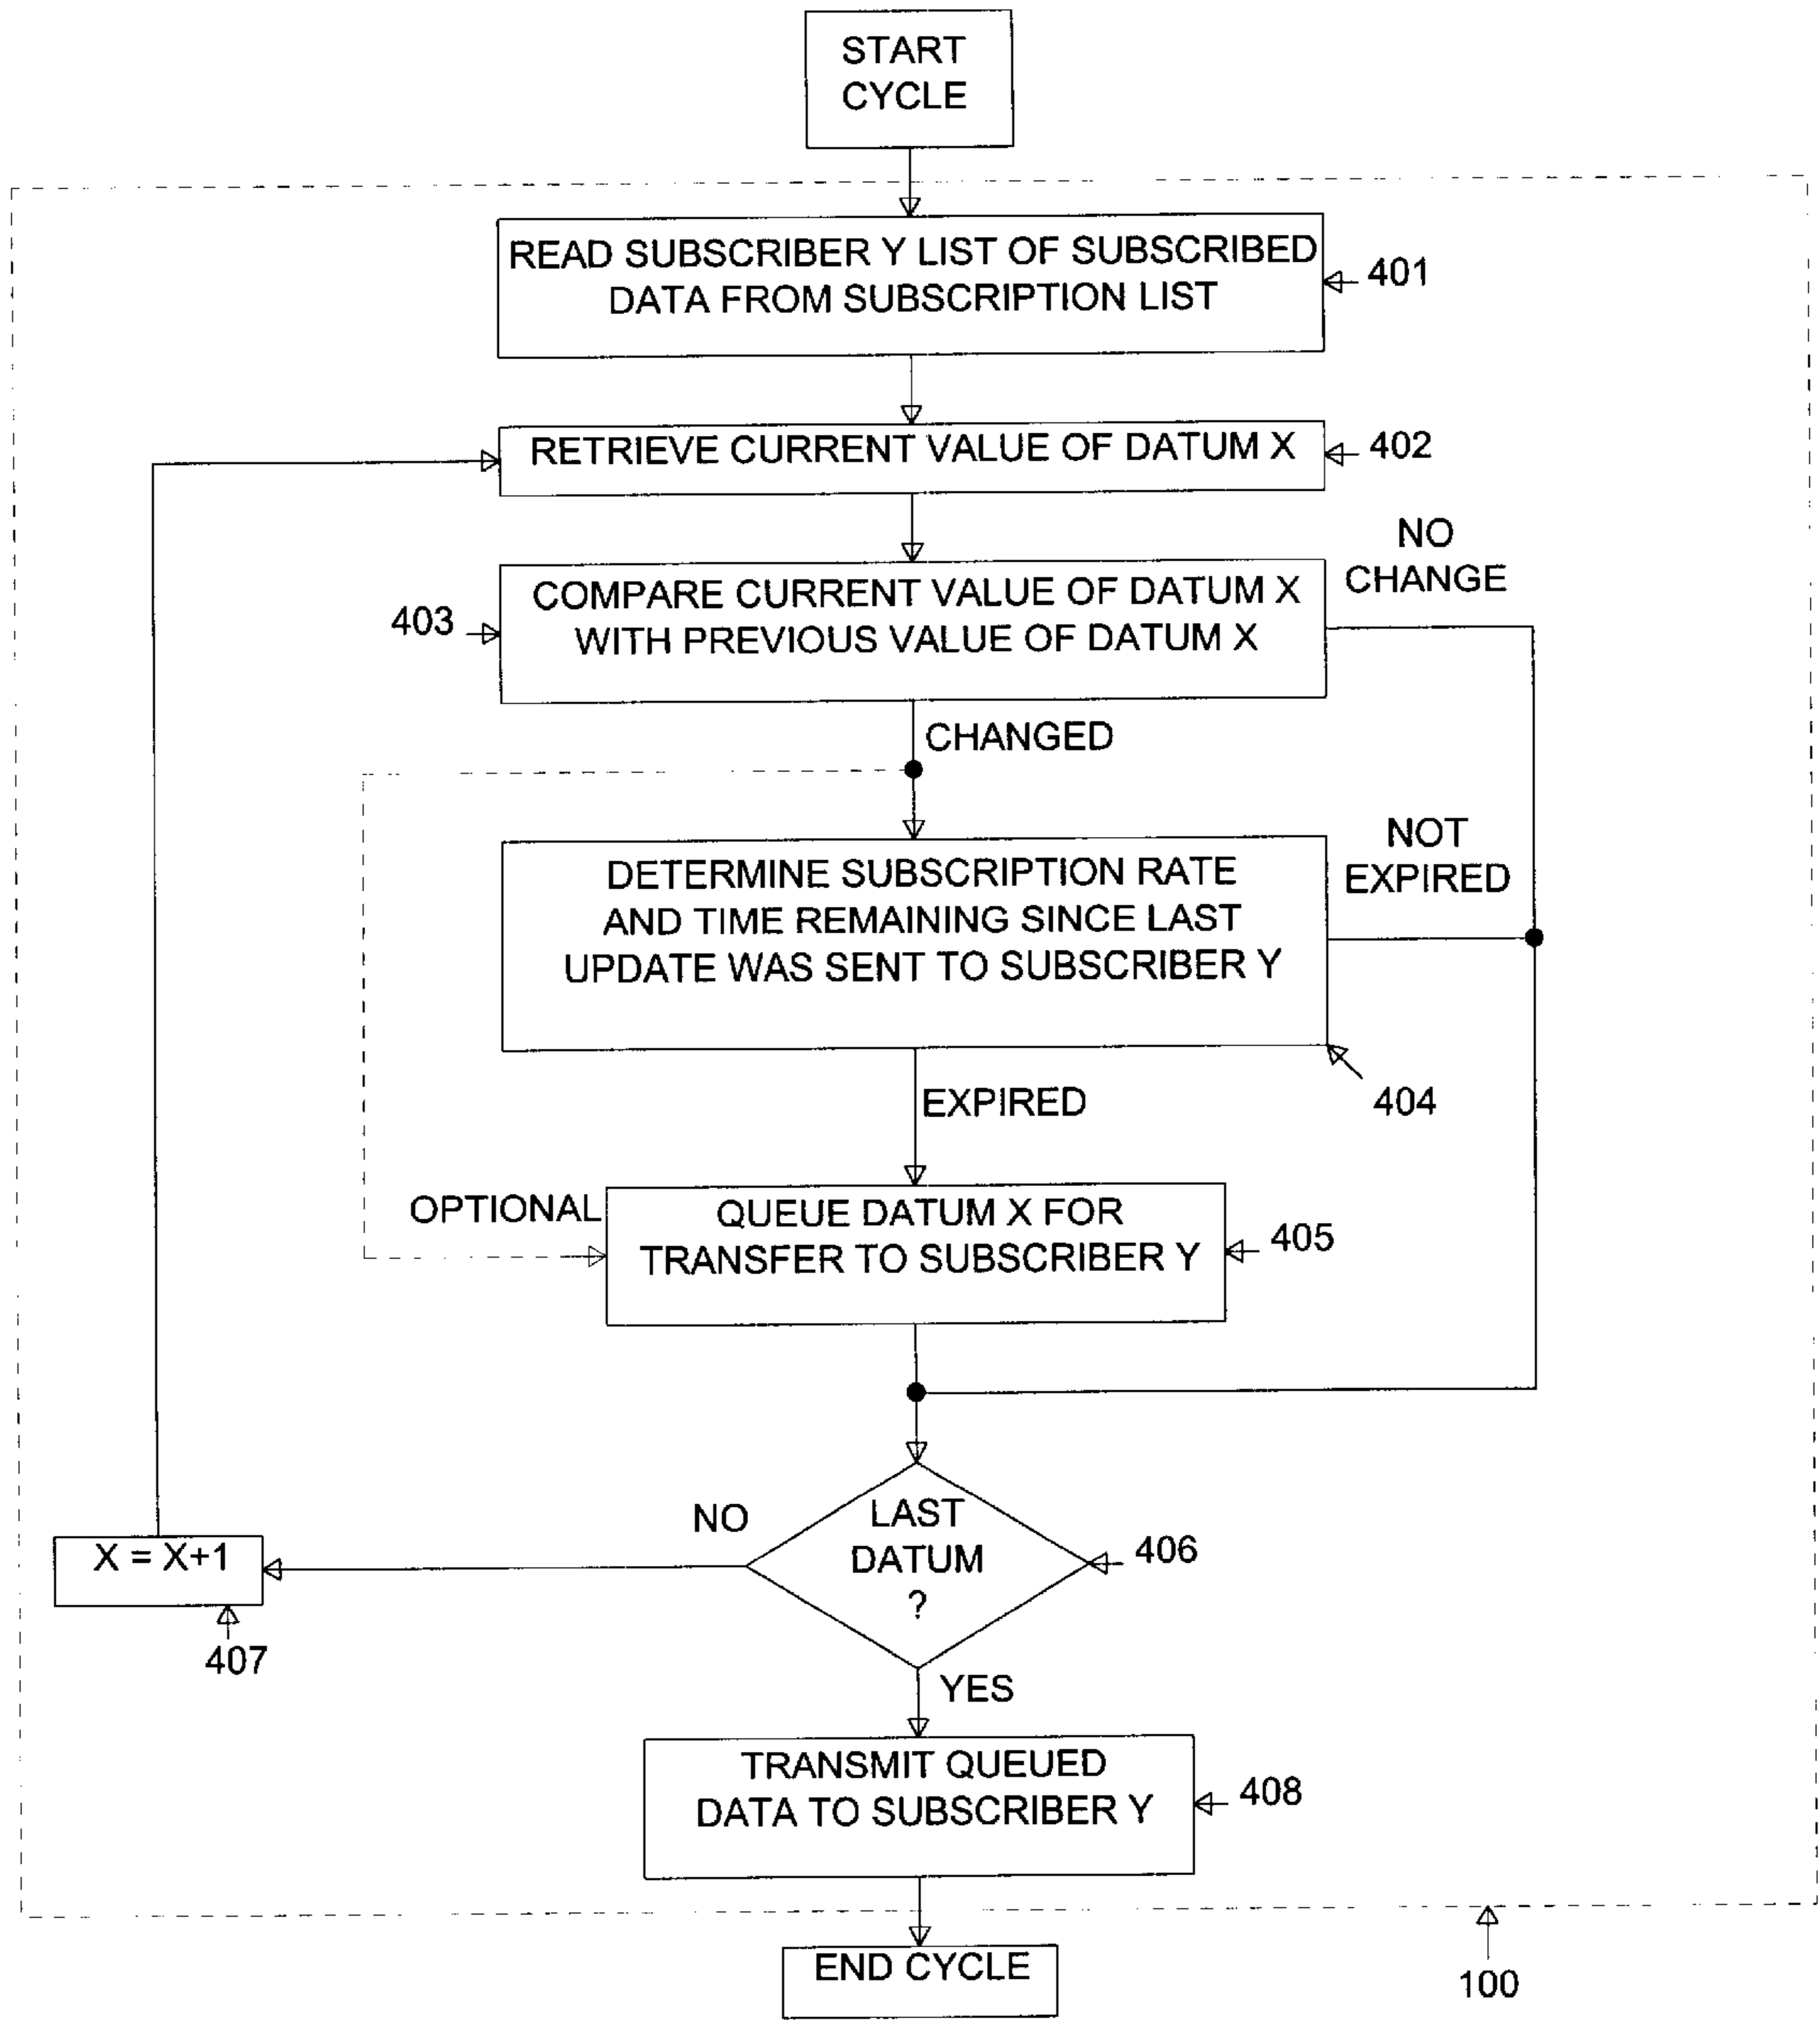 START
CYCLE
READ SUBSCRIBER Y LIST OF SUBSCRIBED
DATA FROM SUBSCRIPTION LIST
401
RETRIEVE CURRENT VALUE OF DATUM X
402
NO
CHANGE
COMPARE CURRENT VALUE OF DATUM X
WITH PREVIOUS VALUE OF DATUM X
403
CHANGED
NOT
EXPIRED
DETERMINE SUBSCRIPTION RATE
AND TIME REMAINING SINCE LAST
UPDATE WAS SENT TO SUBSCRIBER Y
404
EXPIRED
OPTIONAL
QUEUE DATUM X FOR
TRANSFER TO SUBSCRIBER Y
405
NO
LAST
DATUM
?
406
X = X+1
407
YES
TRANSMIT QUEUED
DATA TO SUBSCRIBER Y
408
END CYCLE
100